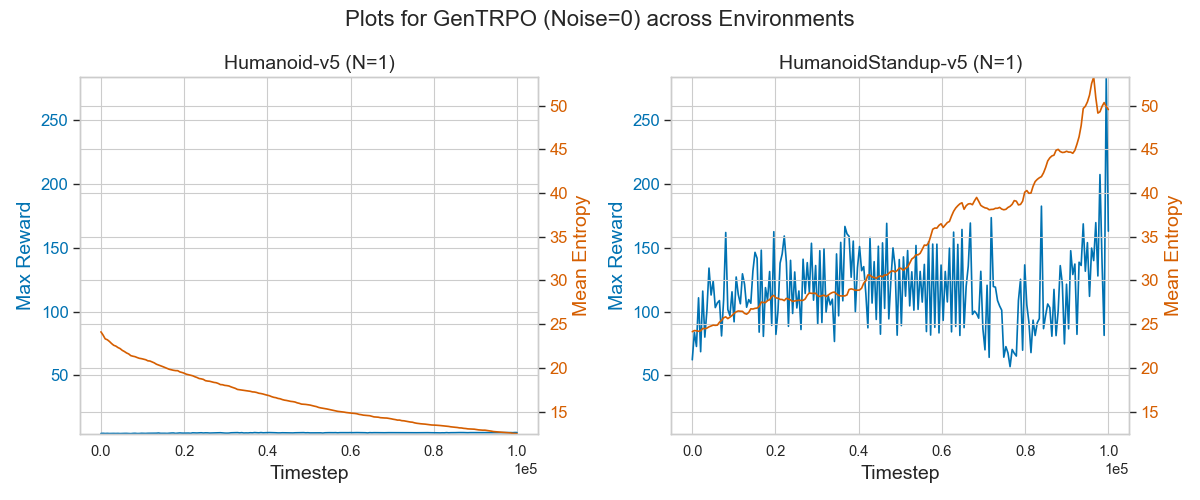 Plots for GenTRPO (Noise=0) across Environments
Humanoid-v5 (N=1)
250
200
150
100
50
Max Reward
50
45
40
35
30
25
20
15
Mean Entropy
0.0 0.2 0.4 0.6 0.8 1.0
1e5
Timestep
HumanoidStandup-v5 (N=1)
250
200
150
100
50
Max Reward
50
45
40
35
30
25
20
15
Mean Entropy
0.0 0.2 0.4 0.6 0.8 1.0
1e5
Timestep